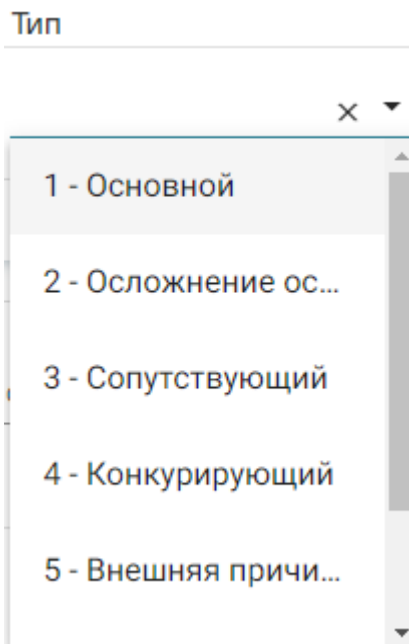 Тип
1 - Основной
2 - Осложнение ос...
3 - Сопутствующий
4 - Конкурирующий
5 - Внешняя причи...